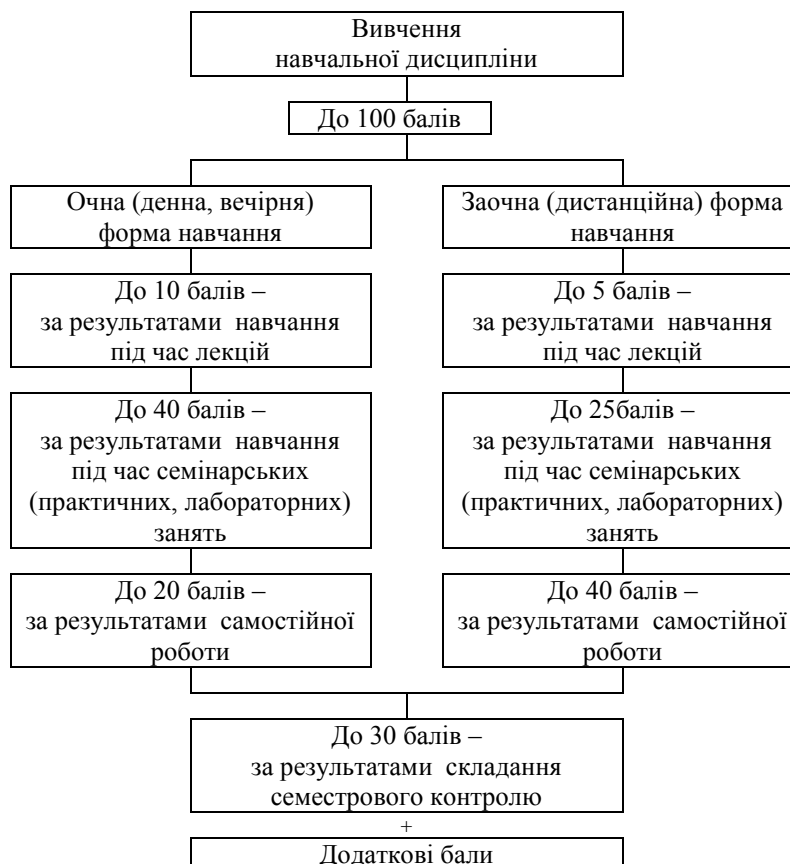 Вивчення
навчальної дисципліни
До 100 балів
Очна (денна, вечірня)
форма навчання
До 10 балів –
за результатами навчання
під час лекцій
До 40 балів –
за результатами навчання
під час семінарських
(практичних, лабораторних)
занять
До 20 балів –
за результатами самостійної
роботи
Заочна (дистанційна) форма
навчання
До 5 балів –
за результатами навчання
під час лекцій
До 25балів –
за результатами навчання
під час семінарських
(практичних, лабораторних)
занять
До 40 балів –
за результатами самостійної
роботи
До 30 балів –
за результатами складання
семестрового контролю
+
Додаткові бали